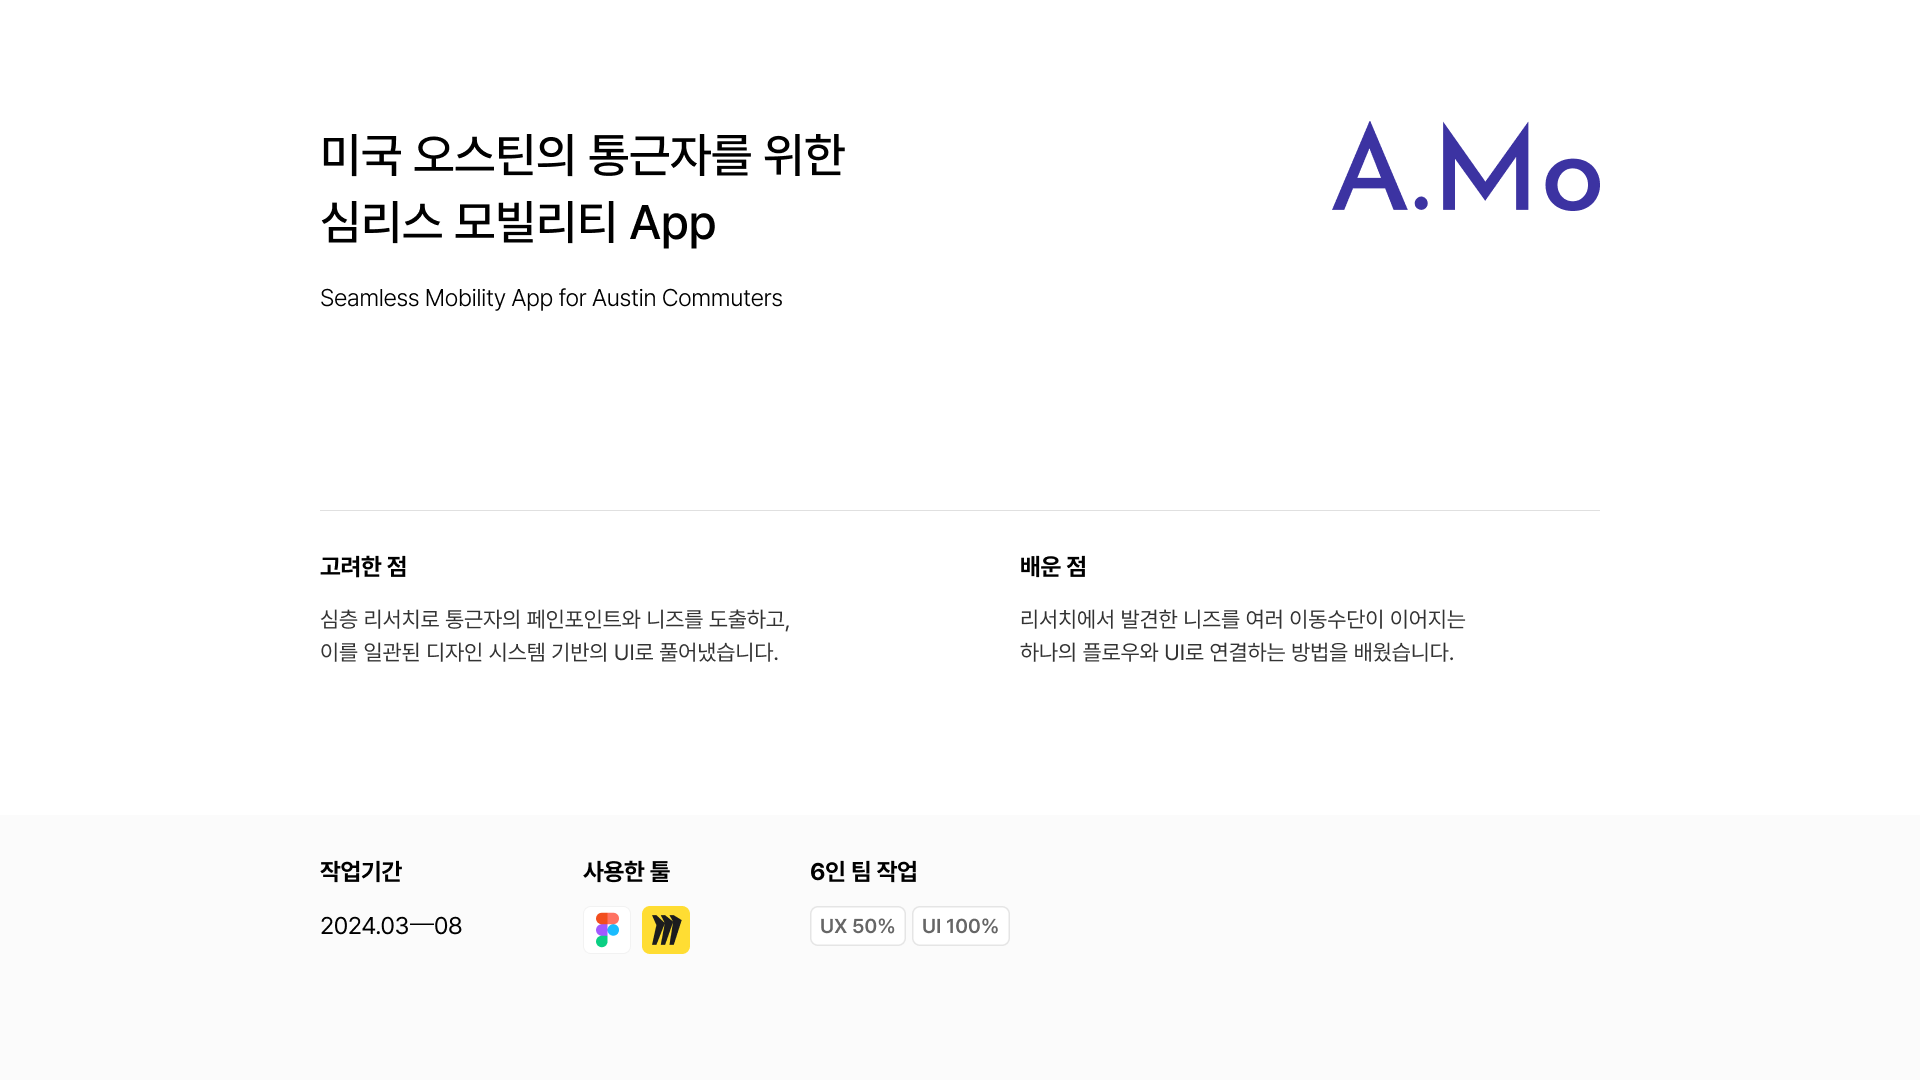 미국 오스틴의 통근자를 위한
심리스 모빌리티 App
Seamless Mobility App for Austin Commuters
A.Mo
고려한 점
심층 리서치로 통근자의 페인포인트와 니즈를 도출하고,
이를 일관된 디자인 시스템 기반의 UI로 풀어냈습니다.
배운 점
리서치에서 발견한 니즈를 여러 이동수단이 이어지는
하나의 플로우와 UI로 연결하는 방법을 배웠습니다.
작업기간
2024.03—08
사용한 툴
6인 팀 작업
UX 50%
UI 100%